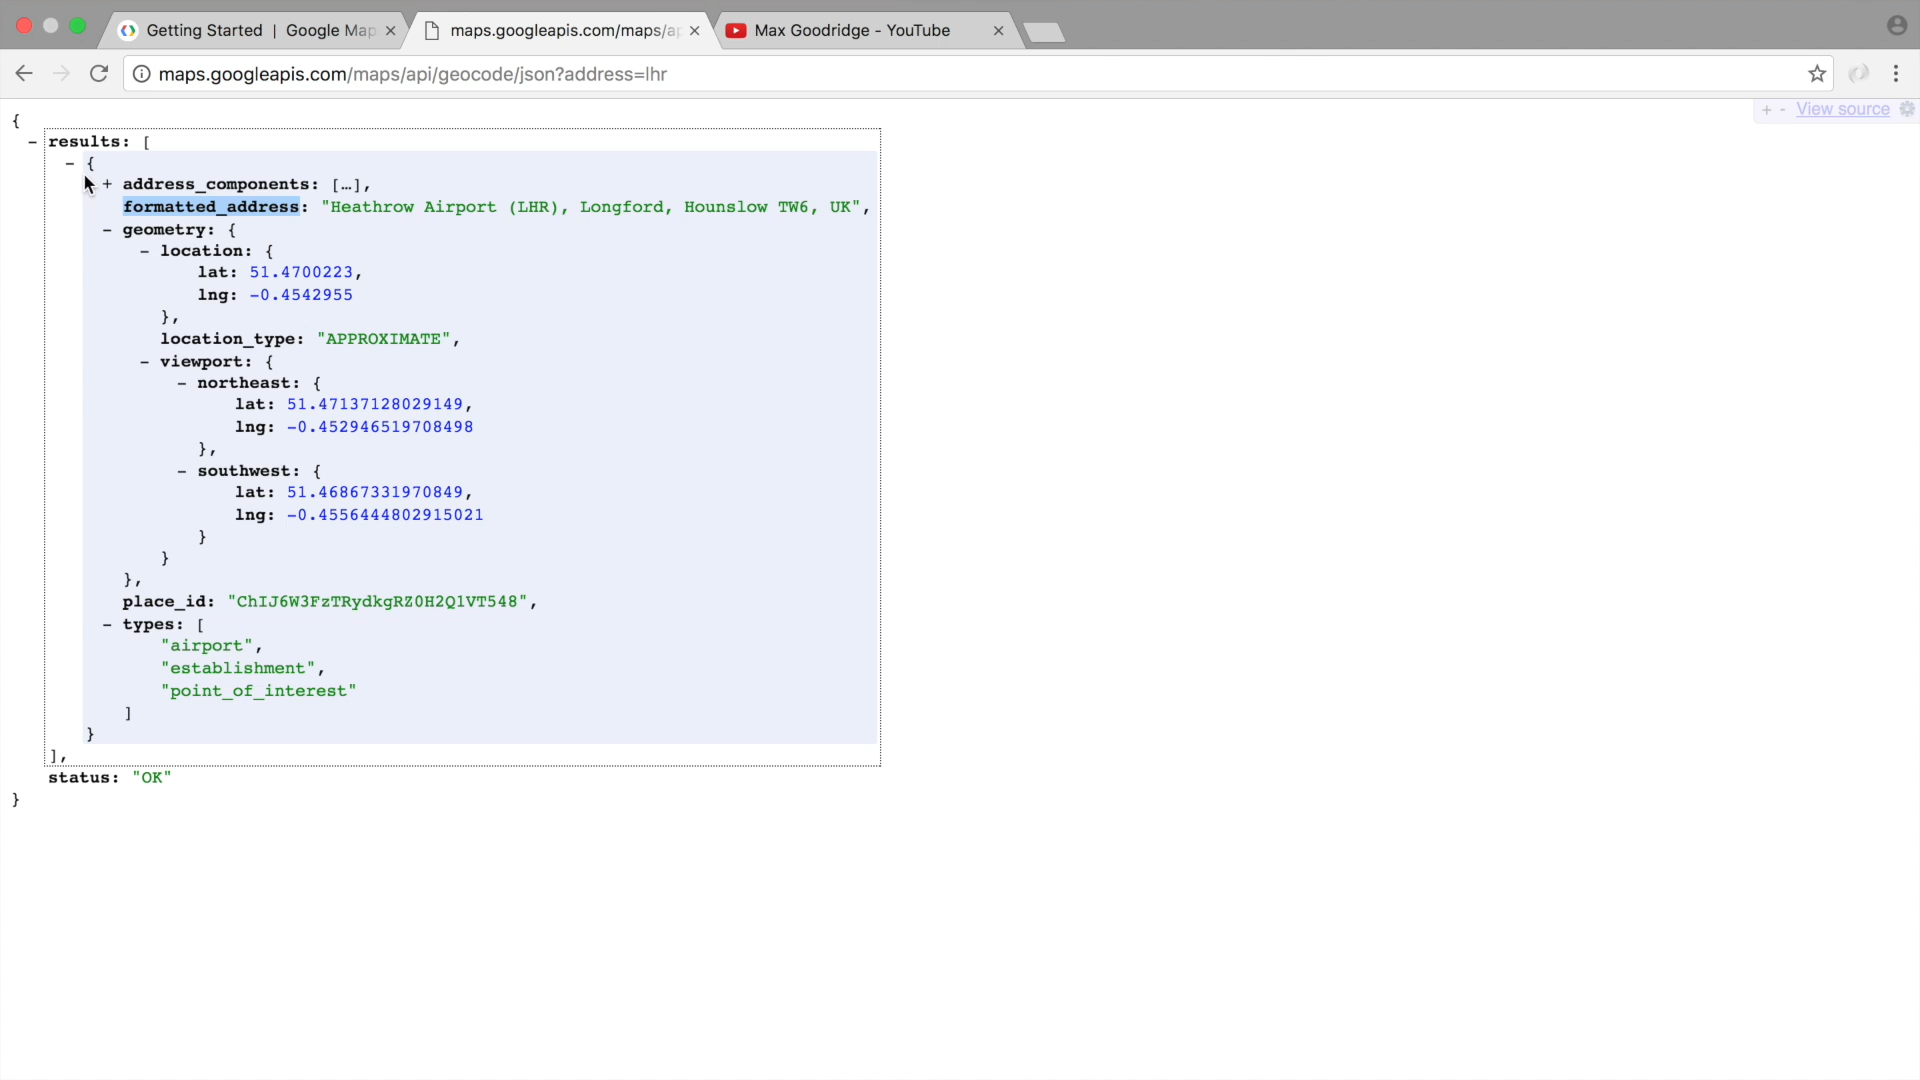 Getting Started | Google Map
maps.googleapis.com/maps/ap
Max Goodridge - YouTube
maps.googleapis.com/maps/api/geocode/json?address=lhr
+ - View source
{
- results: [
- {
+ address_components: […],
formatted_address: "Heathrow Airport (LHR), Longford, Hounslow TW6, UK",
- geometry: {
- location: {
lat: 51.4700223,
lng: -0.4542955
},
location_type: "APPROXIMATE",
- viewport: {
- northeast: {
lat: 51.47137128029149,
lng: -0.452946519708498
},
- southwest: {
lat: 51.46867331970849,
lng: -0.4556444802915021
}
}
},
place_id: "ChIJ6W3FzTRydkgRZ0H2Q1VT548",
- types: [
"airport",
"establishment",
"point_of_interest"
]
}
],
status: "OK"
}